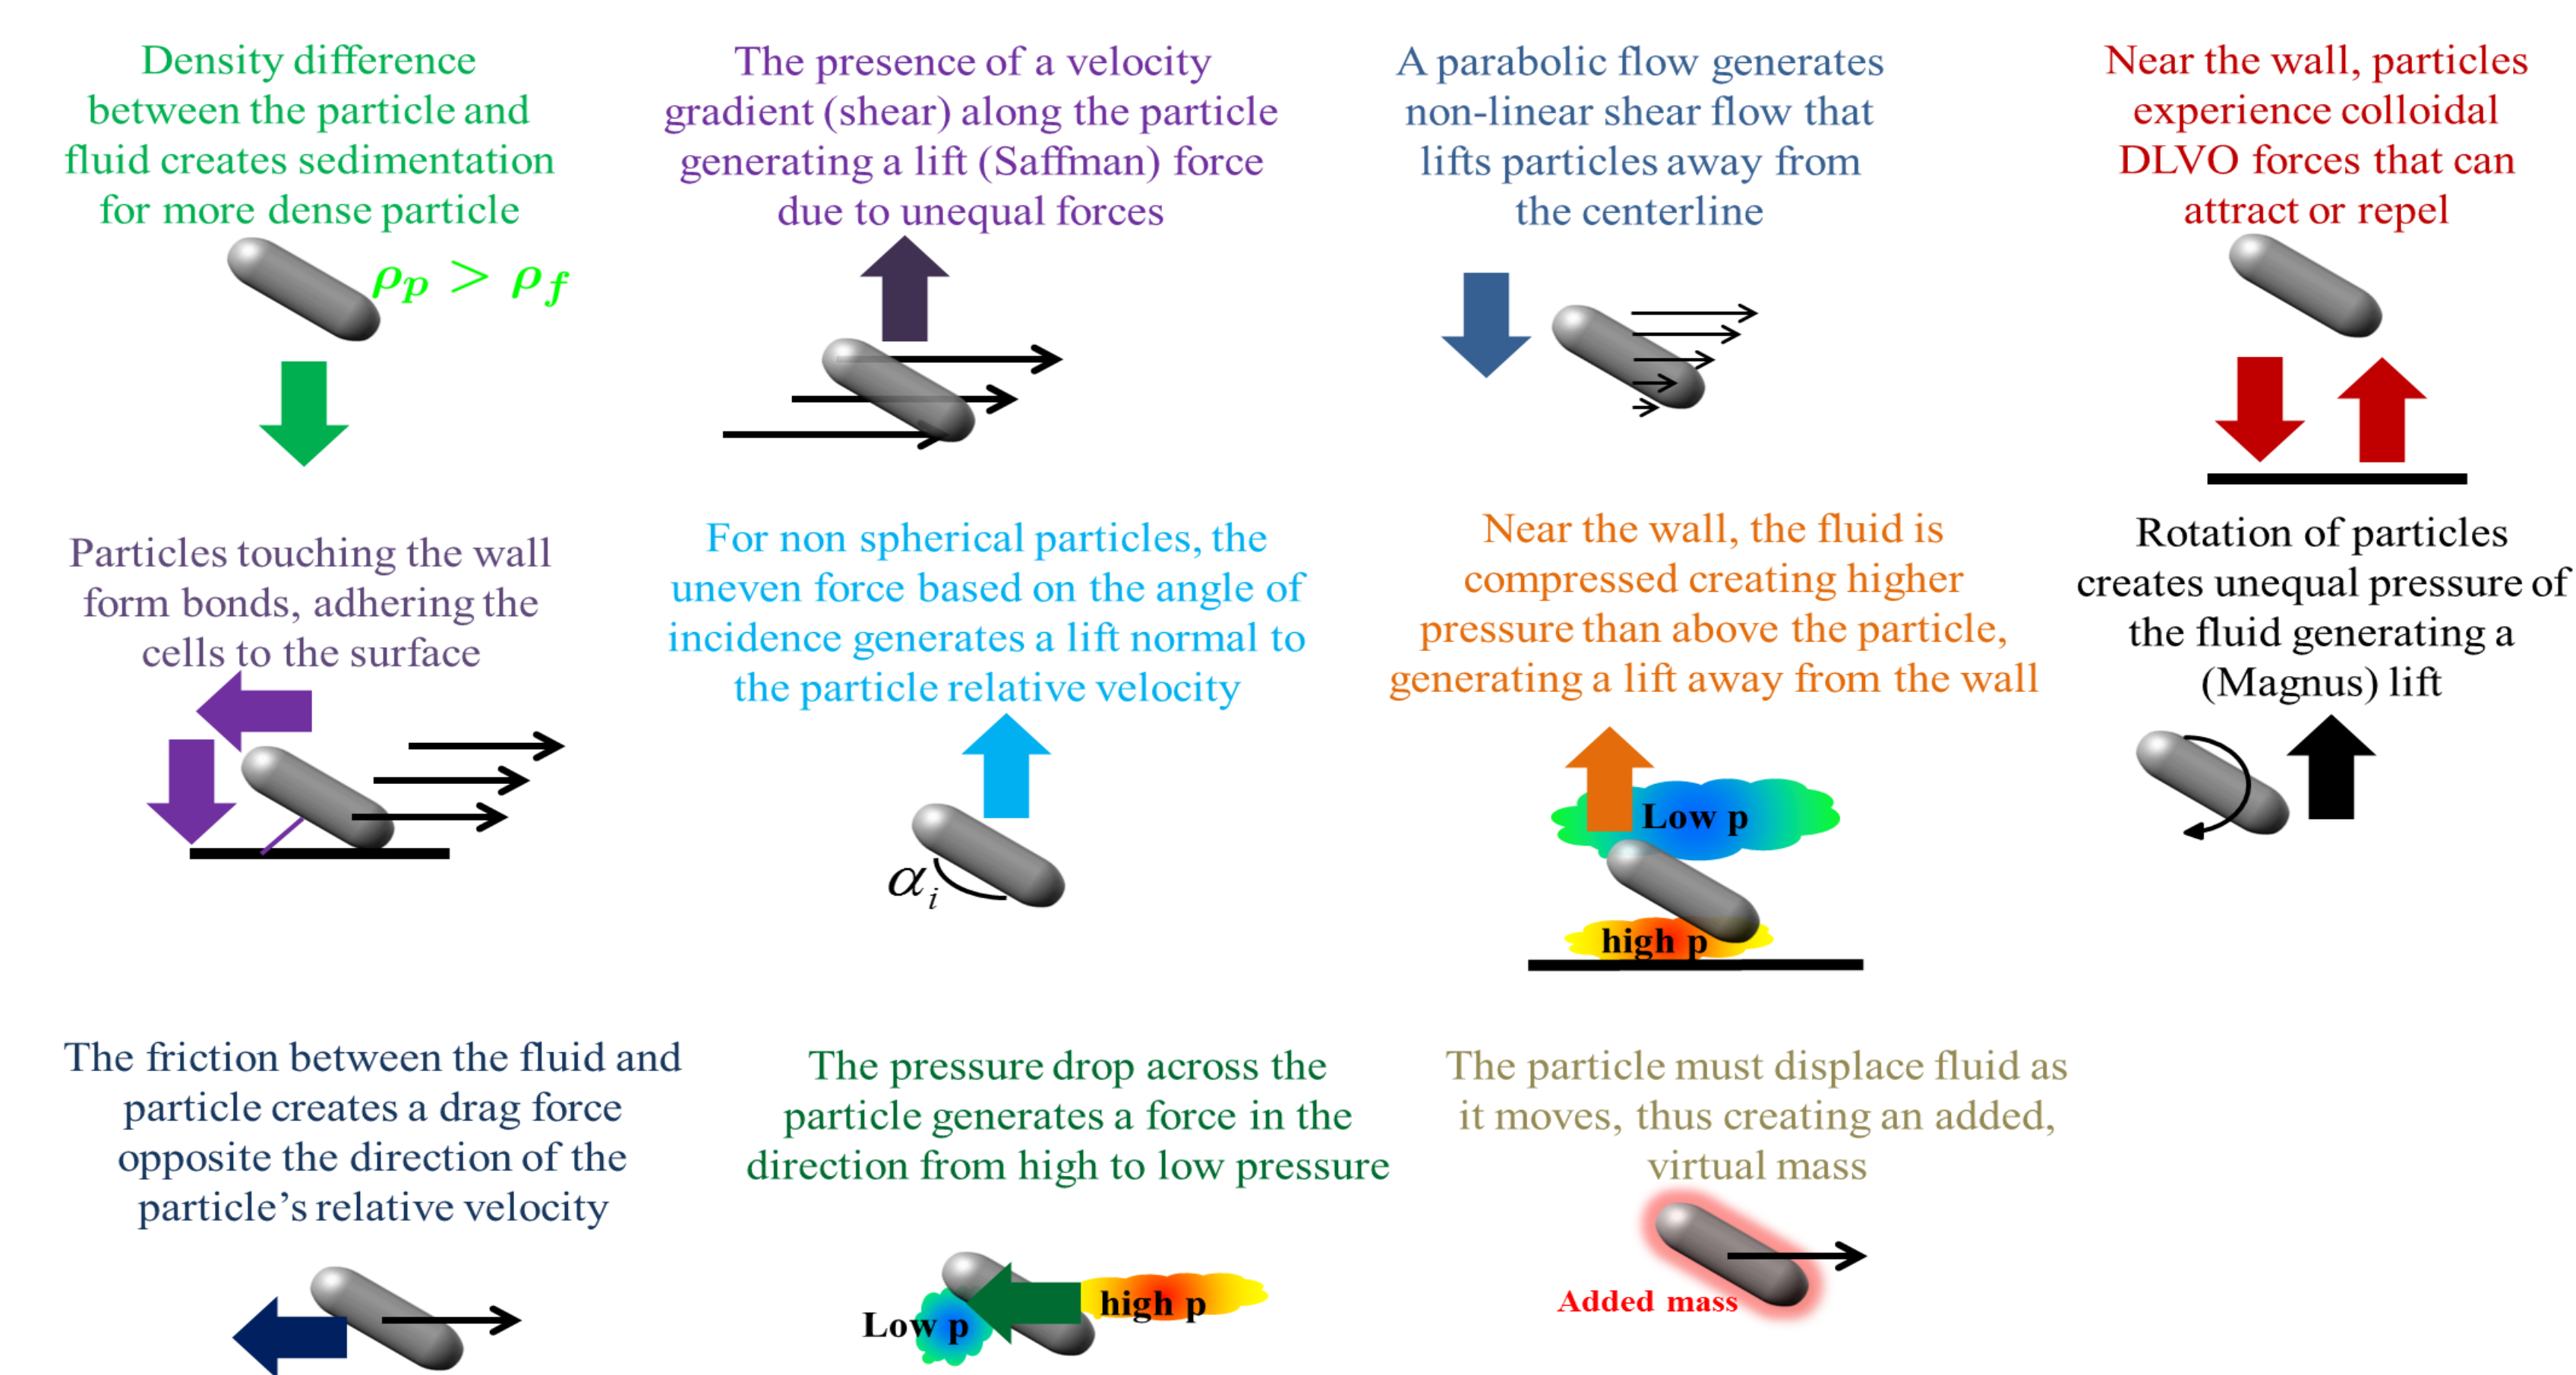 Density difference
between the particle and
fluid creates sedimentation
for more dense particle
ρp > ρf
The presence of a velocity
gradient (shear) along the particle
generating a lift (Saffman) force
due to unequal forces
A parabolic flow generates
non-linear shear flow that
lifts particles away from
the centerline
Near the wall, particles
experience colloidal
DLVO forces that can
attract or repel
Particles touching the wall
form bonds, adhering the
cells to the surface
For non spherical particles, the
uneven force based on the angle of
incidence generates a lift normal to
the particle relative velocity
αi
Near the wall, the fluid is
compressed creating higher
pressure than above the particle,
generating a lift away from the wall
Low p
high p
Rotation of particles
creates unequal pressure of
the fluid generating a
(Magnus) lift
The friction between the fluid and
particle creates a drag force
opposite the direction of the
particle’s relative velocity
The pressure drop across the
particle generates a force in the
direction from high to low pressure
Low p
high p
The particle must displace fluid as
it moves, thus creating an added,
virtual mass
Added mass